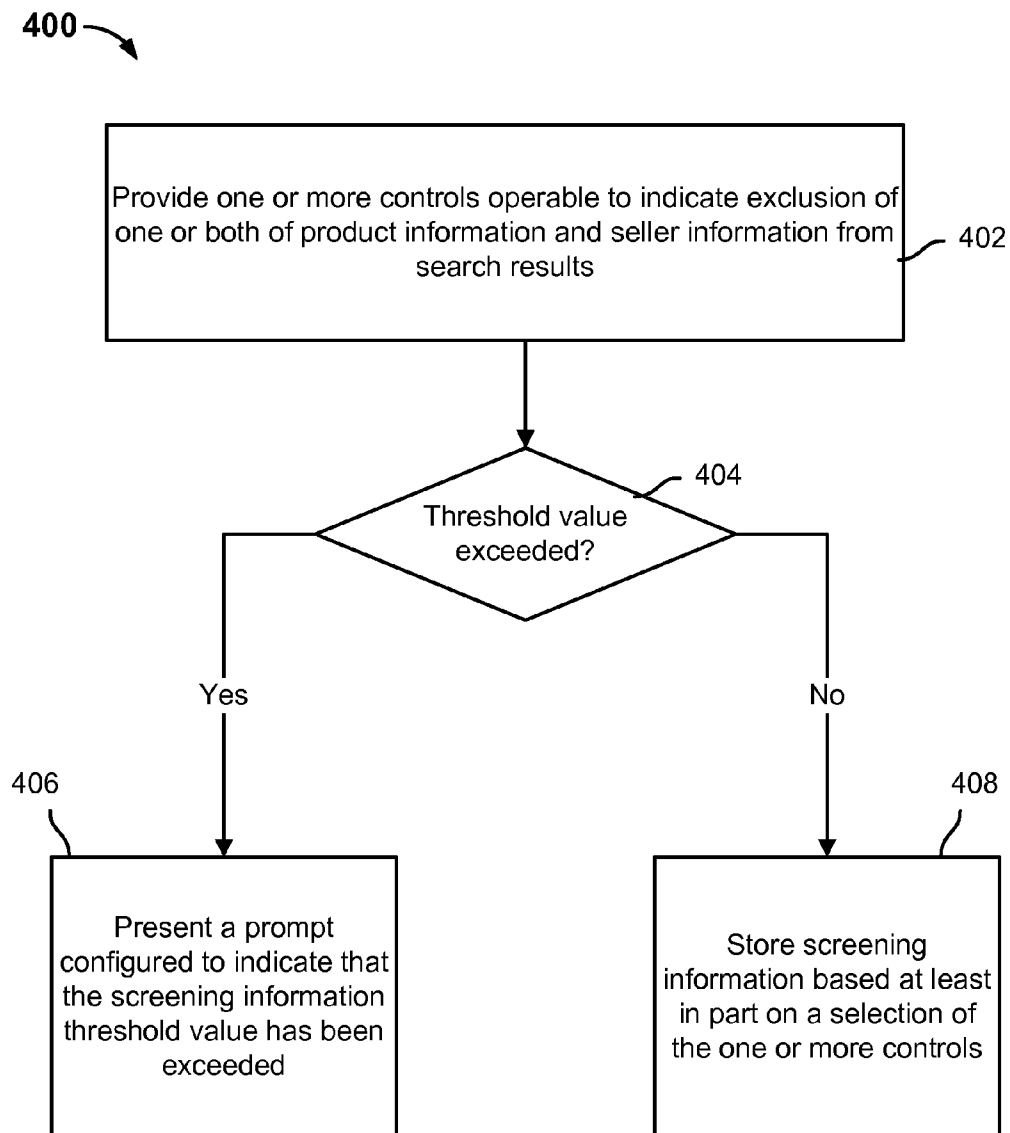 400
Provide one or more controls operable to indicate exclusion of
one or both of product information and seller information from
search results
402
404
Threshold value
exceeded?
Yes
No
406
408
Present a prompt
configured to indicate that
the screening information
threshold value has been
exceeded
Store screening
information based at least
in part on a selection of
the one or more controls